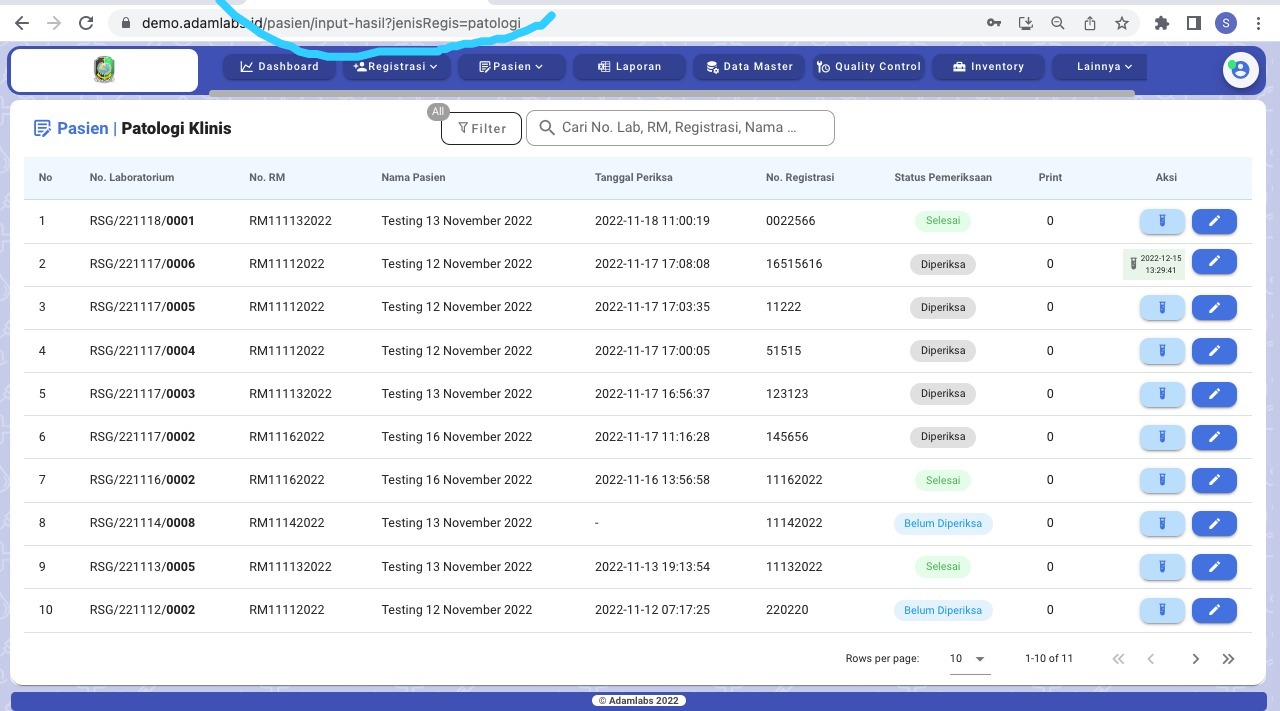 demo.adamlabs.id/pasien/input-hasil?jenisRegis=patologi
S
Dashboard Registrasi Pasien Laporan Data Master Quality Control Inventory Lainnya
All
Pasien | Patologi Klinis Filter Cari No. Lab, RM, Registrasi, Nama ...
No No. Laboratorium No. RM Nama Pasien Tanggal Periksa No. Registrasi Status Pemeriksaan Print Aksi
1 RSG/221118/0001 RM111132022 Testing 13 November 2022 2022-11-18 11:00:19 0022566 Selesai 0
2 RSG/221117/0006 RM11112022 Testing 12 November 2022 2022-11-17 17:08:08 16515616 Diperiksa 0 2022-12-15
13:29:41
3 RSG/221117/0005 RM11112022 Testing 12 November 2022 2022-11-17 17:03:35 11222 Diperiksa 0
4 RSG/221117/0004 RM11112022 Testing 12 November 2022 2022-11-17 17:00:05 51515 Diperiksa 0
5 RSG/221117/0003 RM111132022 Testing 13 November 2022 2022-11-17 16:56:37 123123 Diperiksa 0
6 RSG/221117/0002 RM11162022 Testing 16 November 2022 2022-11-17 11:16:28 145656 Diperiksa 0
7 RSG/221116/0002 RM11162022 Testing 16 November 2022 2022-11-16 13:56:58 11162022 Selesai 0
8 RSG/221114/0008 RM11142022 Testing 13 November 2022 - 11142022 Belum Diperiksa 0
9 RSG/221113/0005 RM111132022 Testing 13 November 2022 2022-11-13 19:13:54 11132022 Selesai 0
10 RSG/221112/0002 RM11112022 Testing 12 November 2022 2022-11-12 07:17:25 220220 Belum Diperiksa 0
Rows per page: 10 1-10 of 11
© Adamlabs 2022